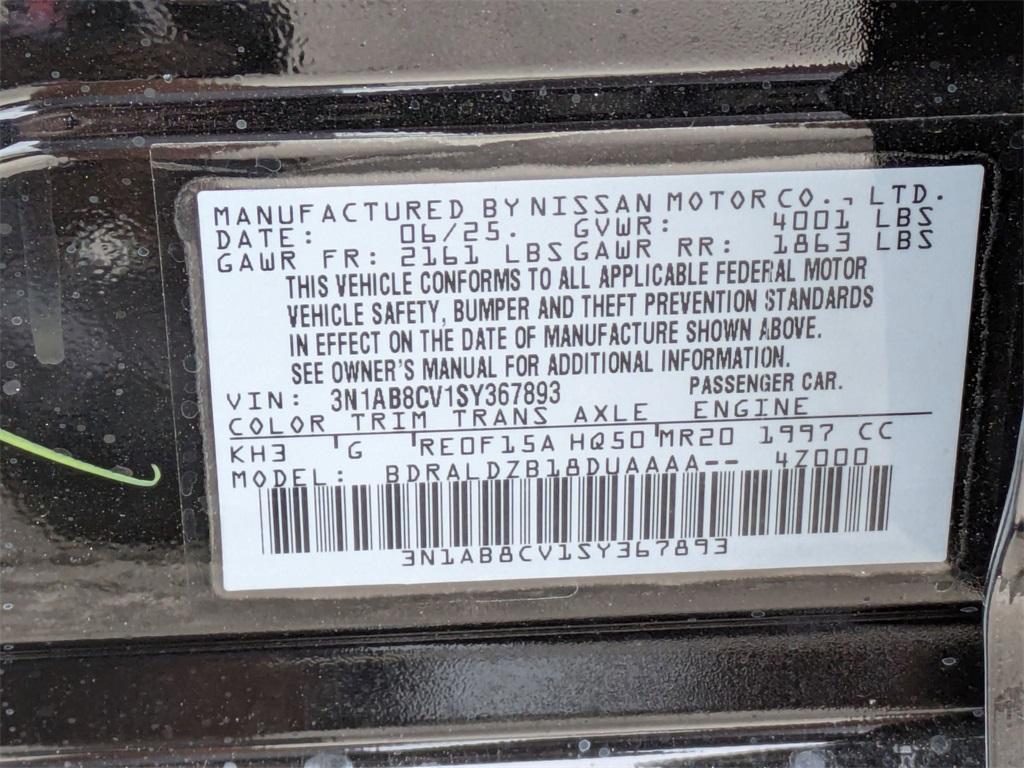 MANUFACTURED BY NISSAN MOTOR CO., LTD.
DATE: 06/25. GVWR: 4001 LBS
GAWR FR: 2161 LBS GAWR RR: 1863 LBS
THIS VEHICLE CONFORMS TO ALL APPLICABLE FEDERAL MOTOR
VEHICLE SAFETY, BUMPER AND THEFT PREVENTION STANDARDS
IN EFFECT ON THE DATE OF MANUFACTURE SHOWN ABOVE.
SEE OWNER'S MANUAL FOR ADDITIONAL INFORMATION.
VIN: 3N1AB8CV1SY367893 PASSENGER CAR.
COLOR TRIM TRANS AXLE ENGINE
KH3 G RE0F15A HQ50 MR20 1997 CC
MODEL: BDRALDZB18DUAAAA-- 4Z000
3N1AB8CV1SY367893